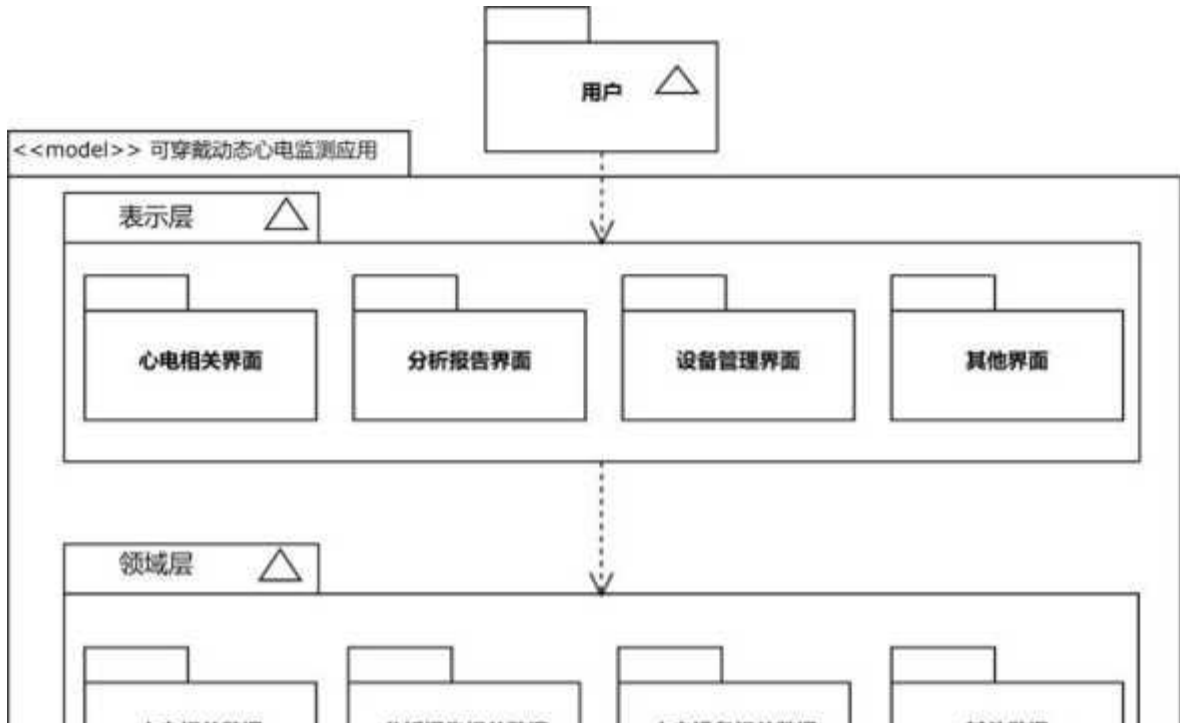 用户
<<model>> 可穿戴动态心电监测应用
表示层
心电相关界面
分析报告界面
设备管理界面
其他界面
领域层